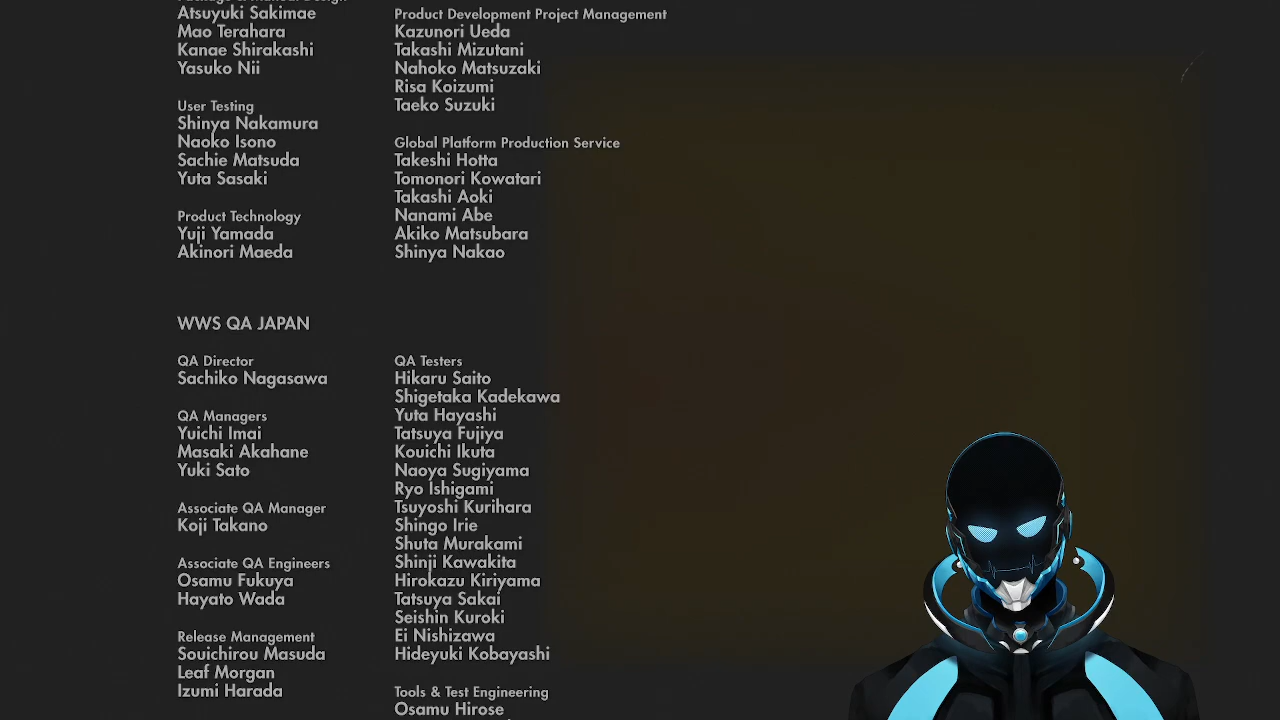 Atsuyuki Sakimae
Mao Terahara
Kanae Shirakashi
Yasuko Nii
User Testing
Shinya Nakamura
Naoko Isono
Sachie Matsuda
Yuta Sasaki
Product Technology
Yuji Yamada
Akinori Maeda
Product Development Project Management
Kazunori Ueda
Takashi Mizutani
Nahoko Matsuzaki
Risa Koizumi
Taeko Suzuki
Global Platform Production Service
Takeshi Hotta
Tomonori Kowatari
Takashi Aoki
Nanami Abe
Akiko Matsubara
Shinya Nakao
WWS QA JAPAN
QA Director
Sachiko Nagasawa
QA Managers
Yuichi Imai
Masaki Akahane
Yuki Sato
Associate QA Manager
Koji Takano
Associate QA Engineers
Osamu Fukuya
Hayato Wada
Release Management
Souichirou Masuda
Leaf Morgan
Izumi Harada
QA Testers
Hikaru Saito
Shigetaka Kadekawa
Yuta Hayashi
Tatsuya Fujiya
Kouichi Ikuta
Naoya Sugiyama
Ryo Ishigami
Tsuyoshi Kurihara
Shingo Irie
Shuta Murakami
Shinji Kawakita
Hirokazu Kiriyama
Tatsuya Sakai
Seishin Kuroki
Ei Nishizawa
Hideyuki Kobayashi
Tools & Test Engineering
Osamu Hirose